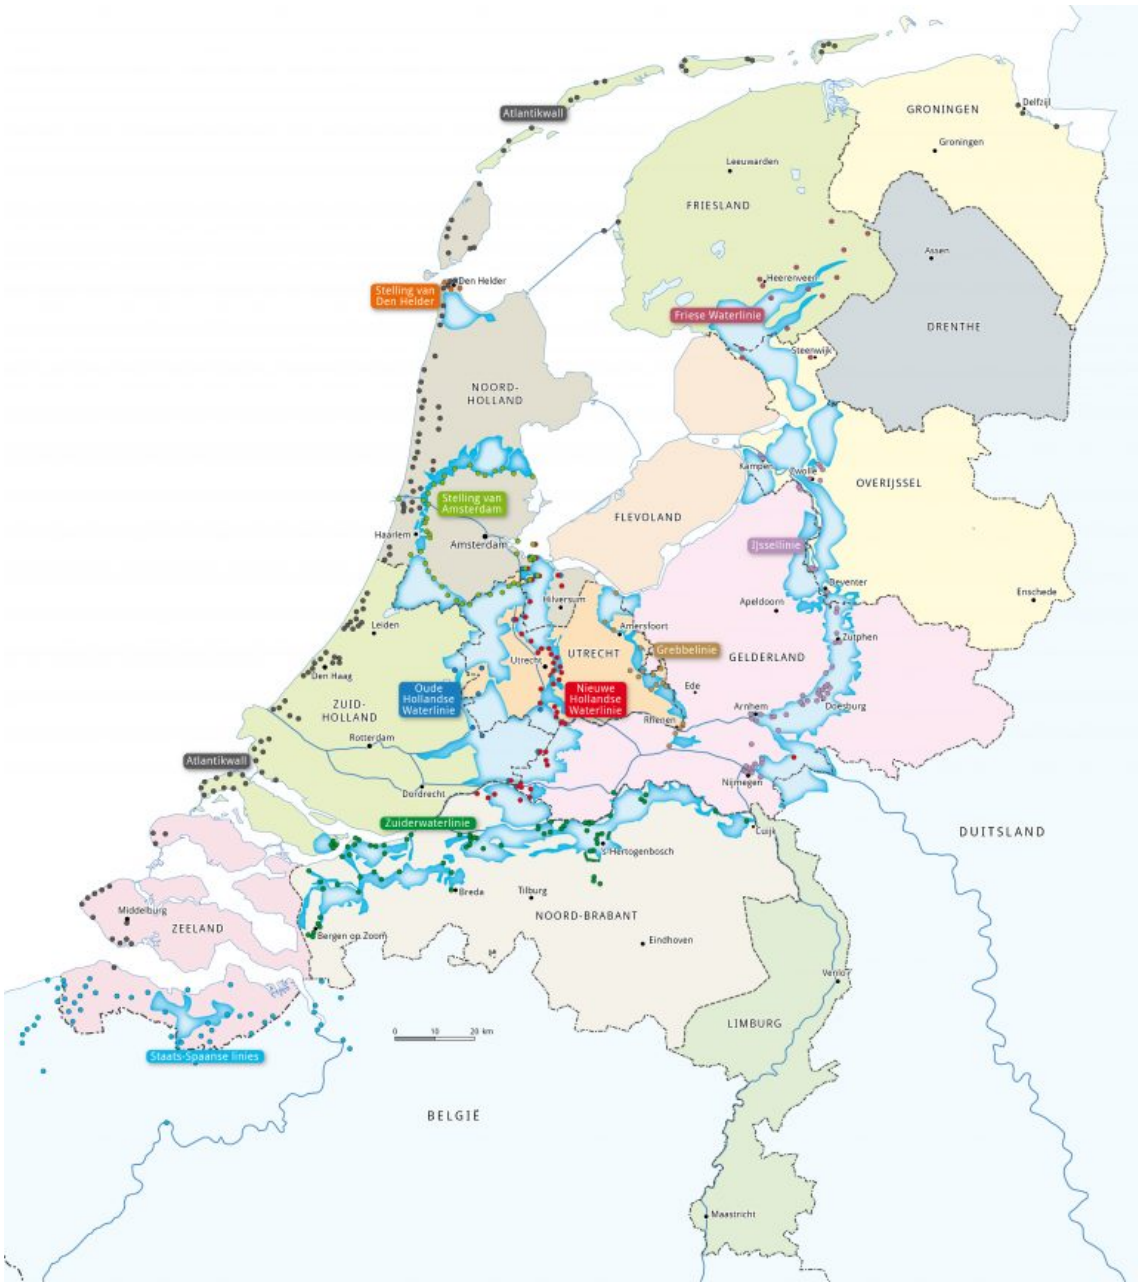 Atlantikwall
GRONINGEN
Delfzijl
Groningen
Leeuwarden
FRIESLAND
Assen
Den Helder
Heerenveen
Stelling van
Den Helder
Friese Waterlinie
DRENTHE
Steenwijk
NOORD-
HOLLAND
Kampen
Zwolle
OVERIJSSEL
Stelling van
Amsterdam
FLEVOLAND
Haarlem
Amsterdam
IJssellinie
Deventer
Enschede
Hilversum
Apeldoorn
Leiden
Amersfoort
Zutphen
UTRECHT
Grebbelinie
GELDERLAND
Utrecht
Den Haag
Ede
Oude
Hollandse
Waterlinie
Nieuwe
Hollandse
Waterlinie
ZUID-
HOLLAND
Arnhem
Doesburg
Rhenen
Rotterdam
Atlantikwall
Nijmegen
Dordrecht
Zuiderwaterlinie
Cuijk
DUITSLAND
's Hertogenbosch
Breda
Tilburg
Middelburg
NOORD-BRABANT
ZEELAND
Bergen op Zoom
Eindhoven
Venlo
LIMBURG
0 10 20 km
Staats-Spaanse linies
BELGIË
Maastricht